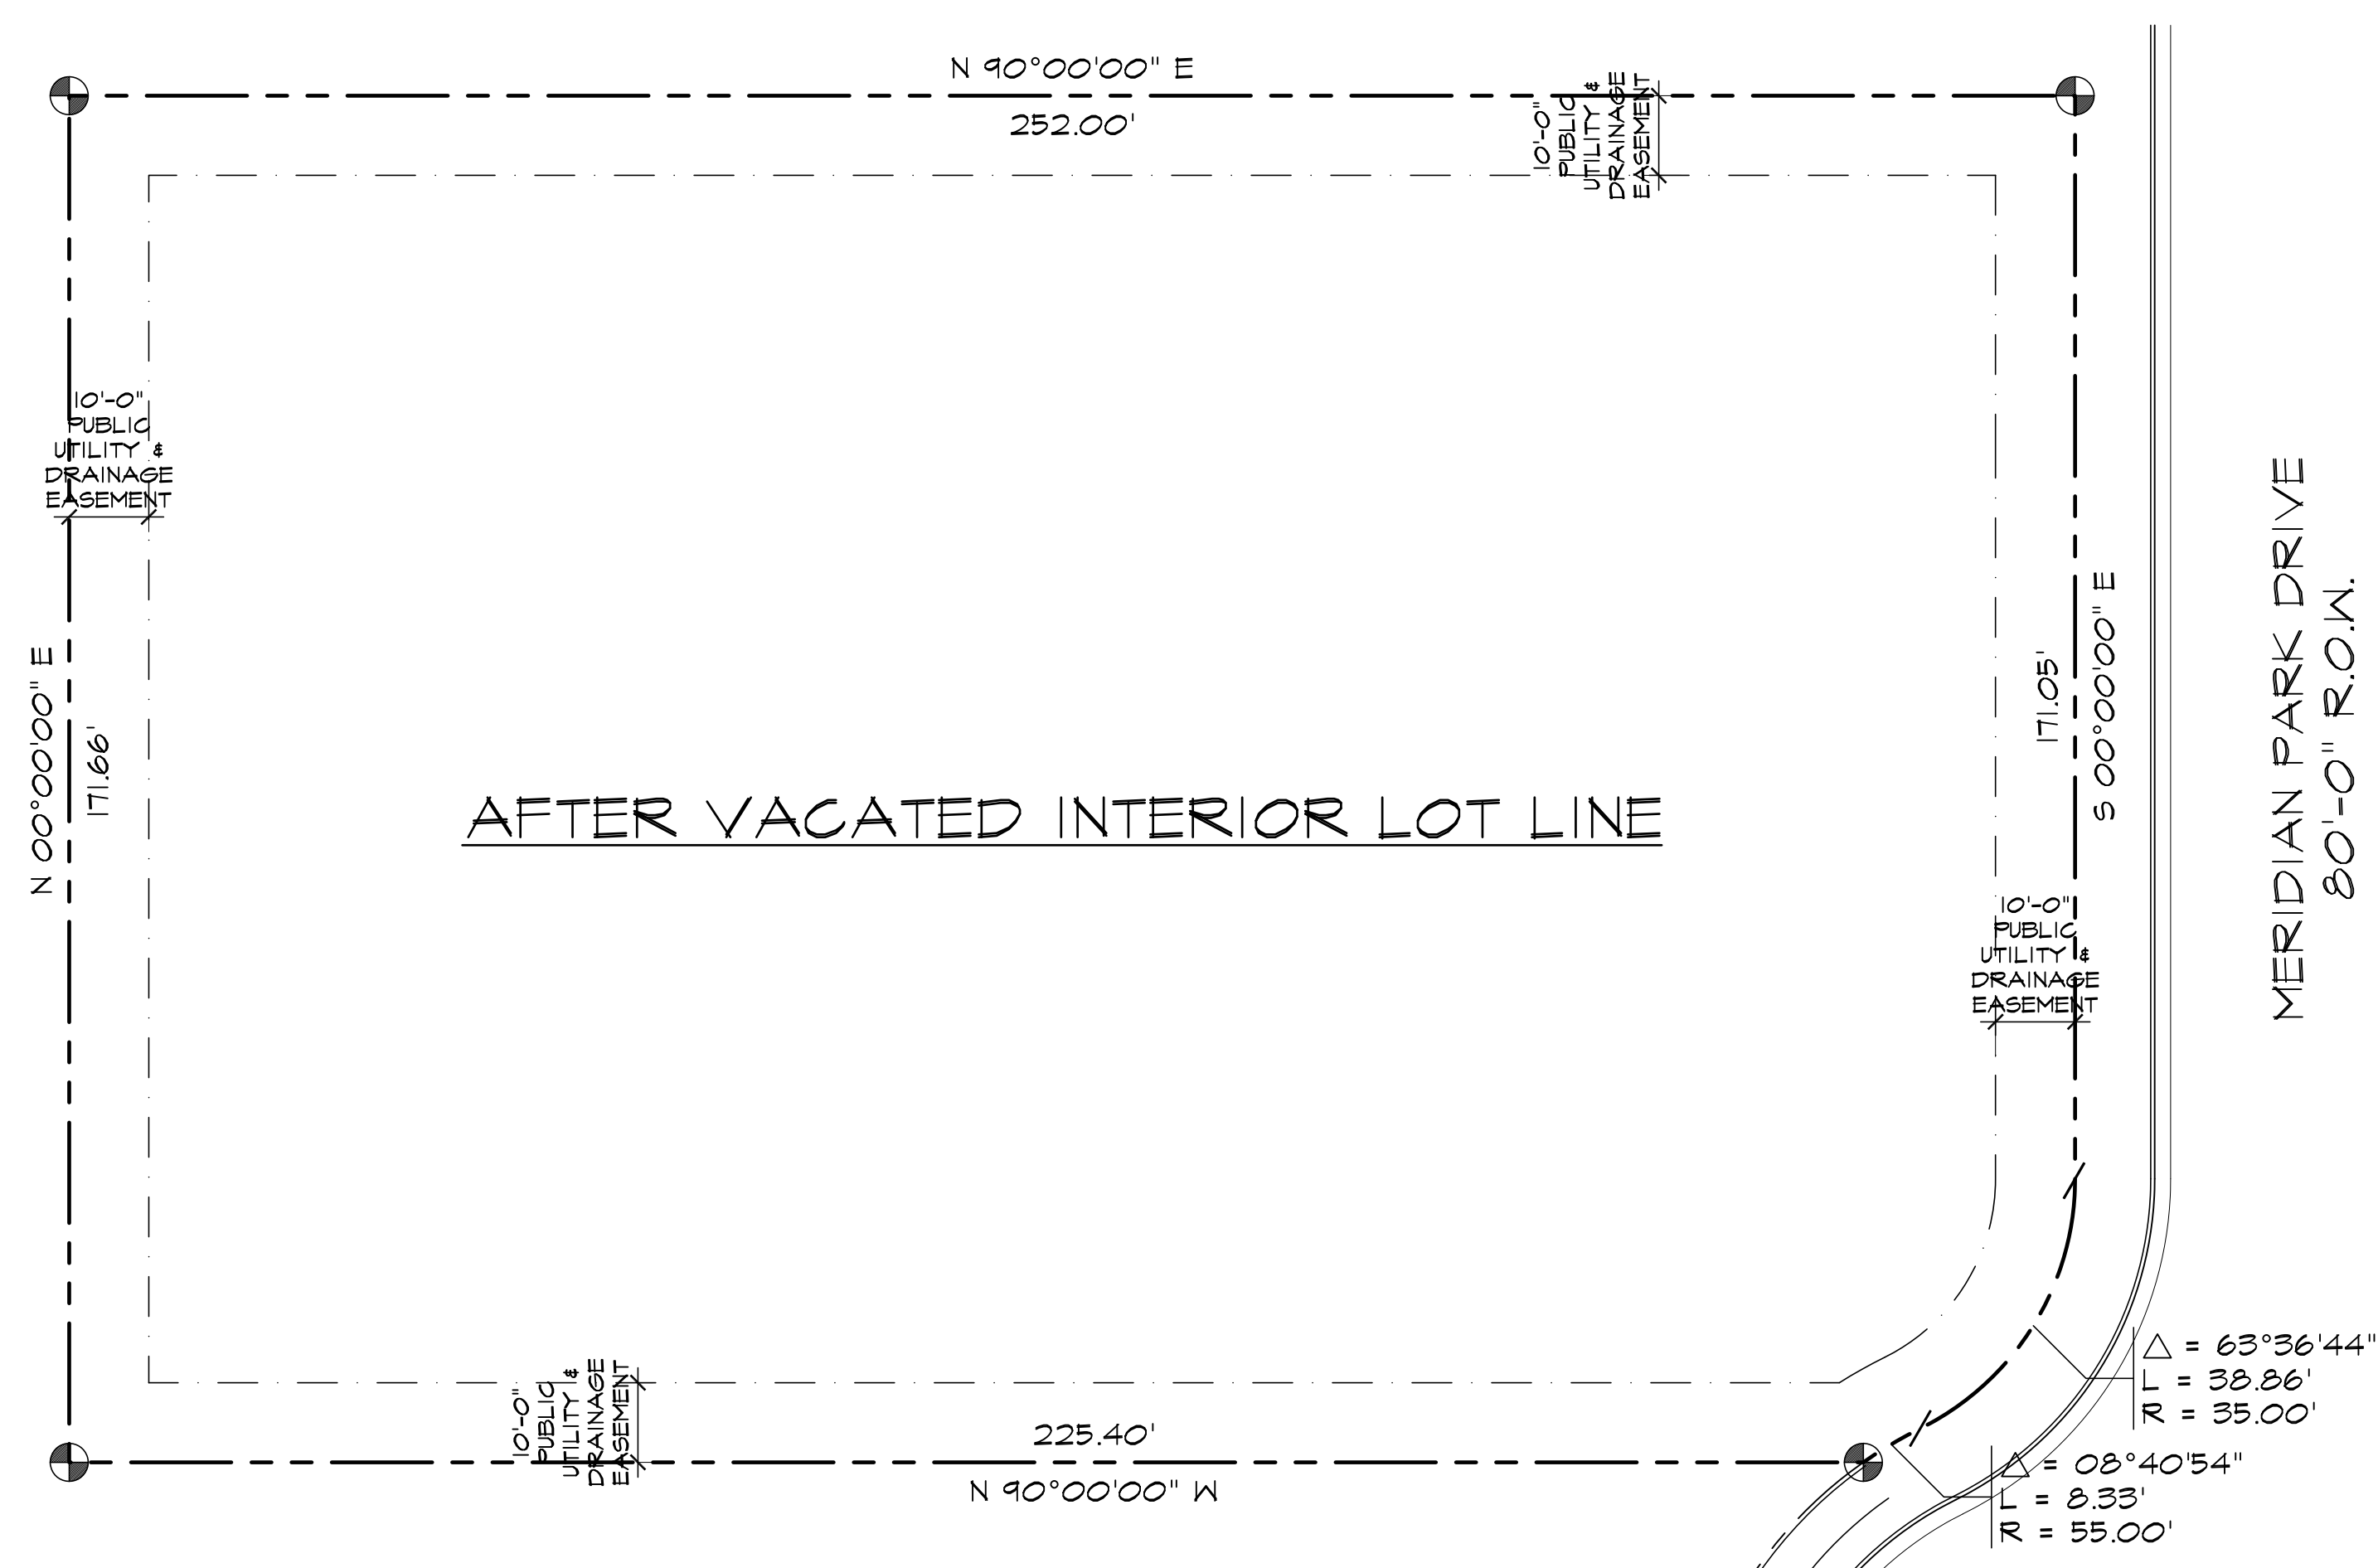 N 90°00'00" E
252.00'
10'-0"
PUBLIC
UTILITY &
DRAINAGE
EASEMENT
10'-0"
PUBLIC
UTILITY &
DRAINAGE
EASEMENT
N 00°00'00" E
171.66'
AFTER VACATED INTERIOR LOT LINE
171.05'
S 00°00'00" E
MERIDIAN PARK DRIVE
80'-0" R.O.W.
10'-0"
PUBLIC
UTILITY &
DRAINAGE
EASEMENT
10'-0"
PUBLIC
UTILITY &
DRAINAGE
EASEMENT
225.40'
N 90°00'00" W
△ = 63°36'44"
L = 38.86'
R = 35.00'
△ = 08°40'54"
L = 8.33'
R = 55.00'